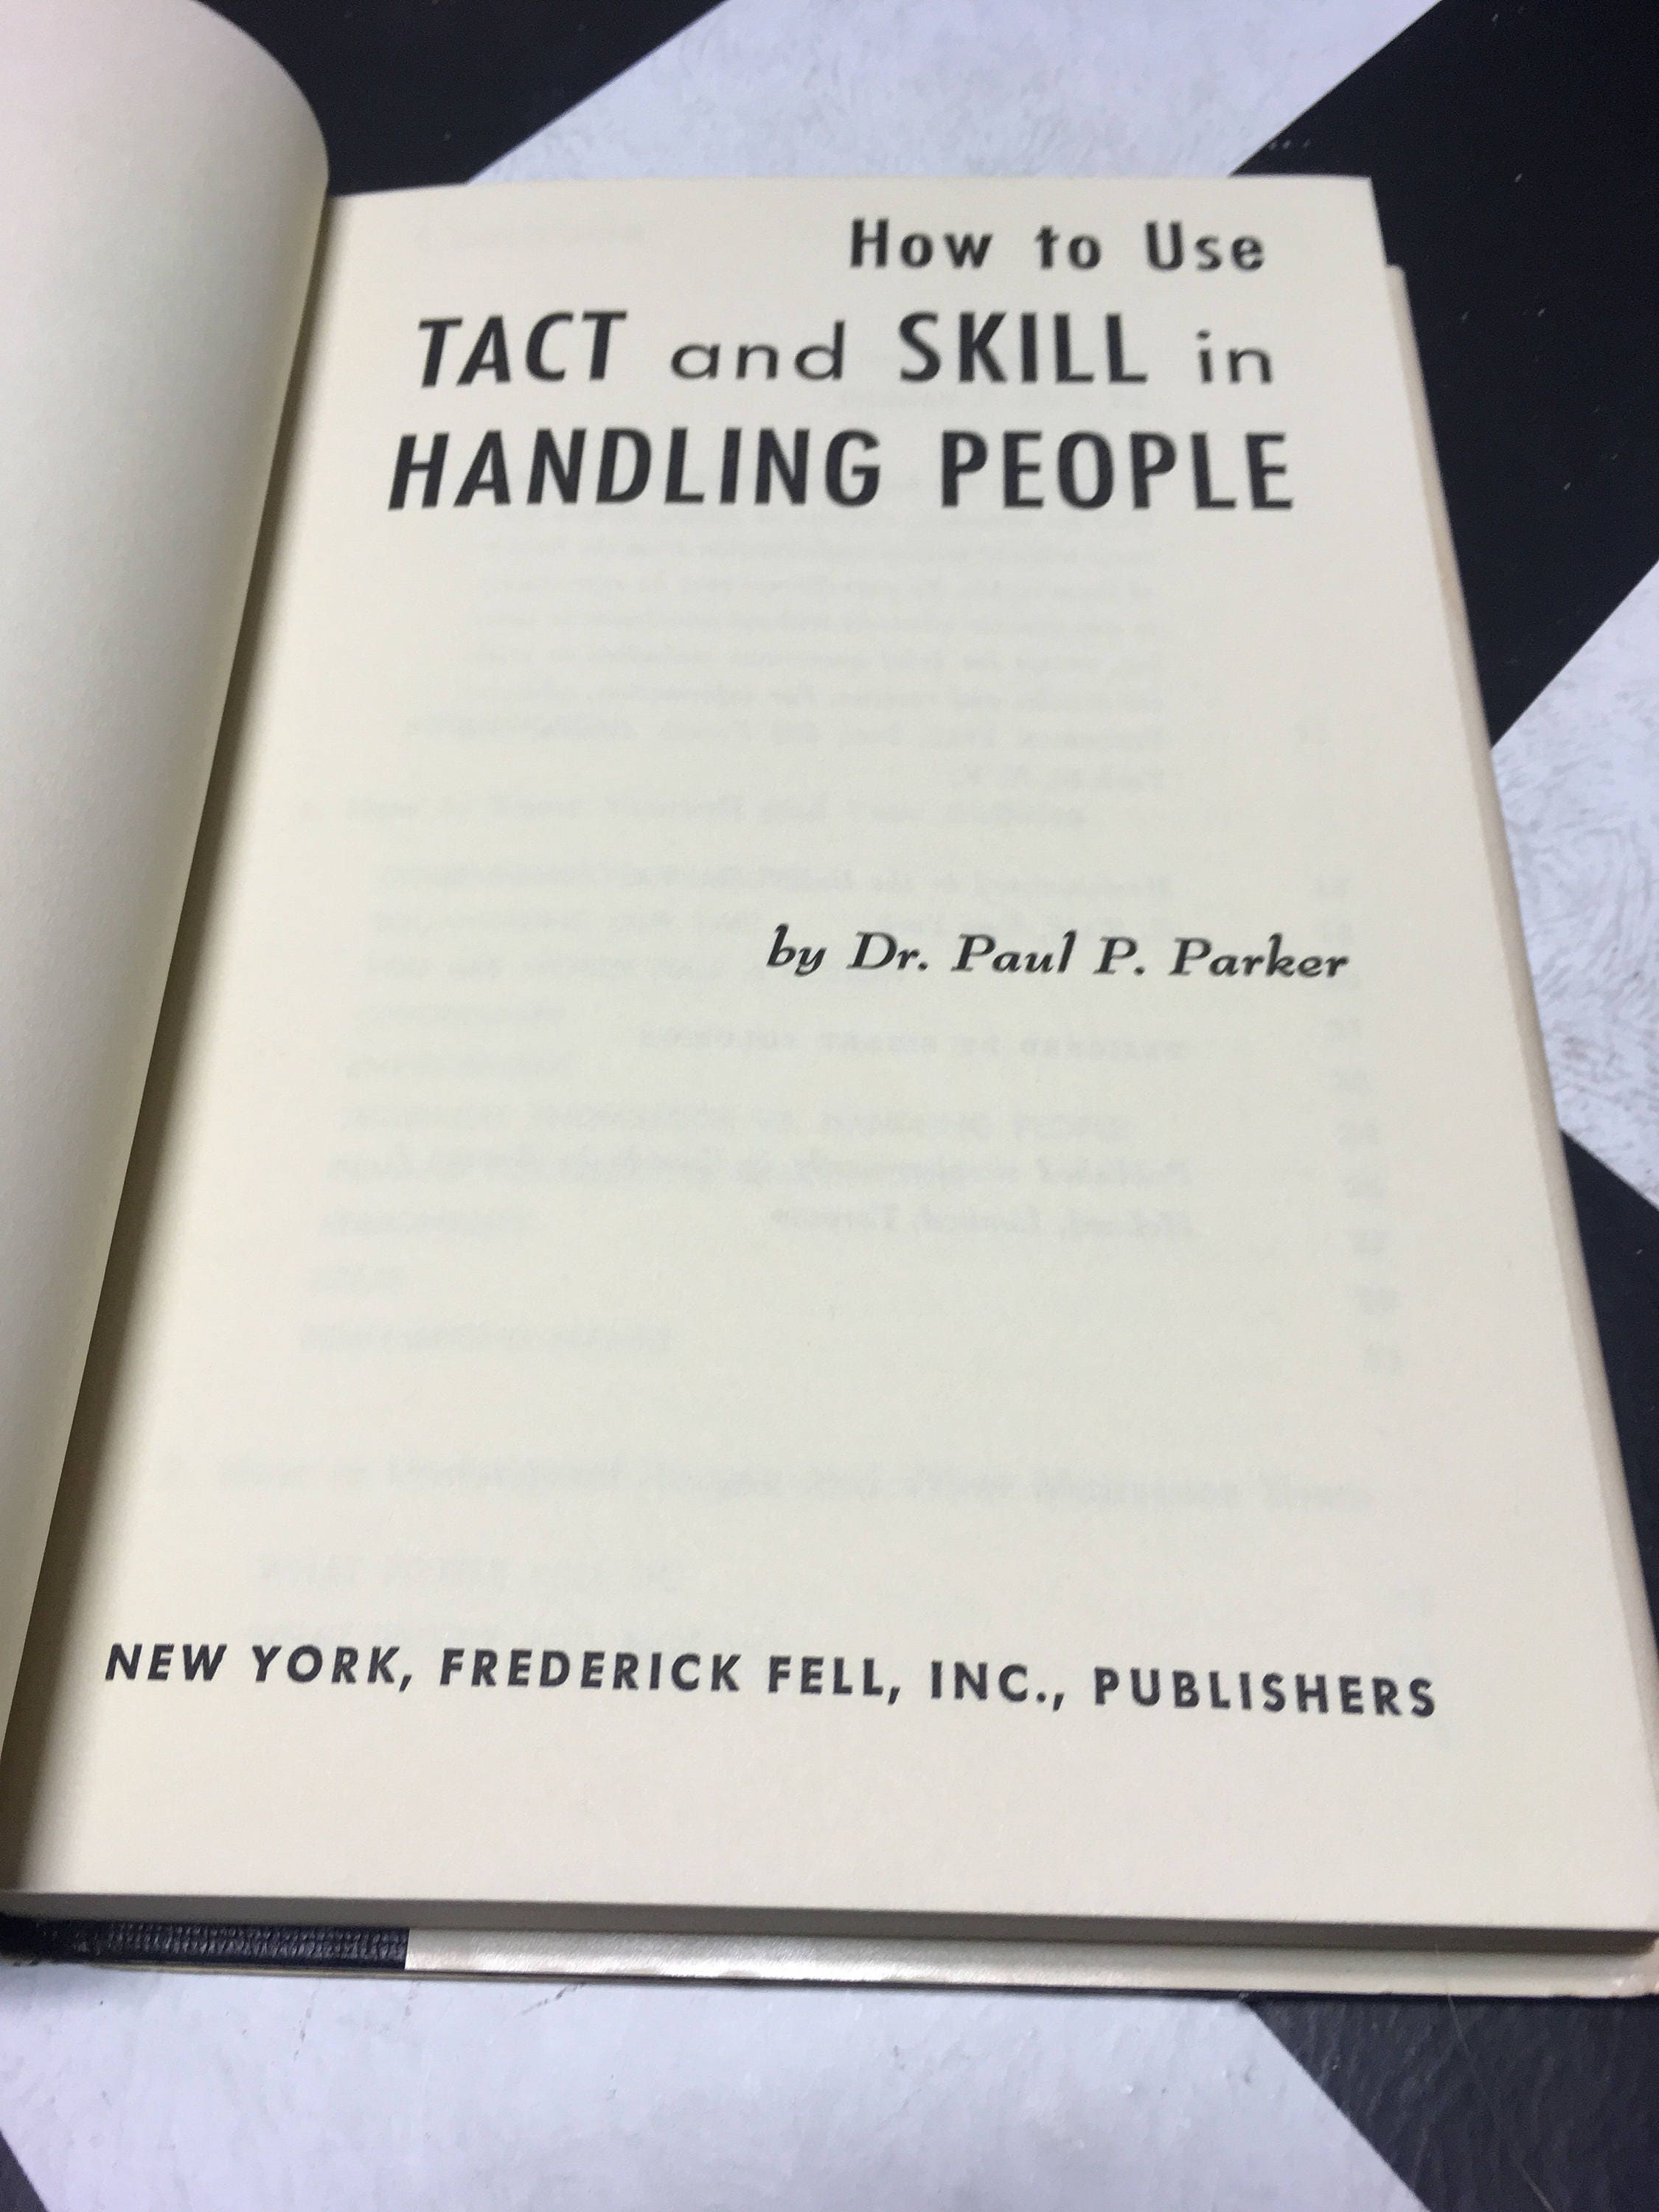 How to Use
TACT and SKILL in
HANDLING PEOPLE
by Dr. Paul P. Parker
NEW YORK, FREDERICK FELL, INC., PUBLISHERS